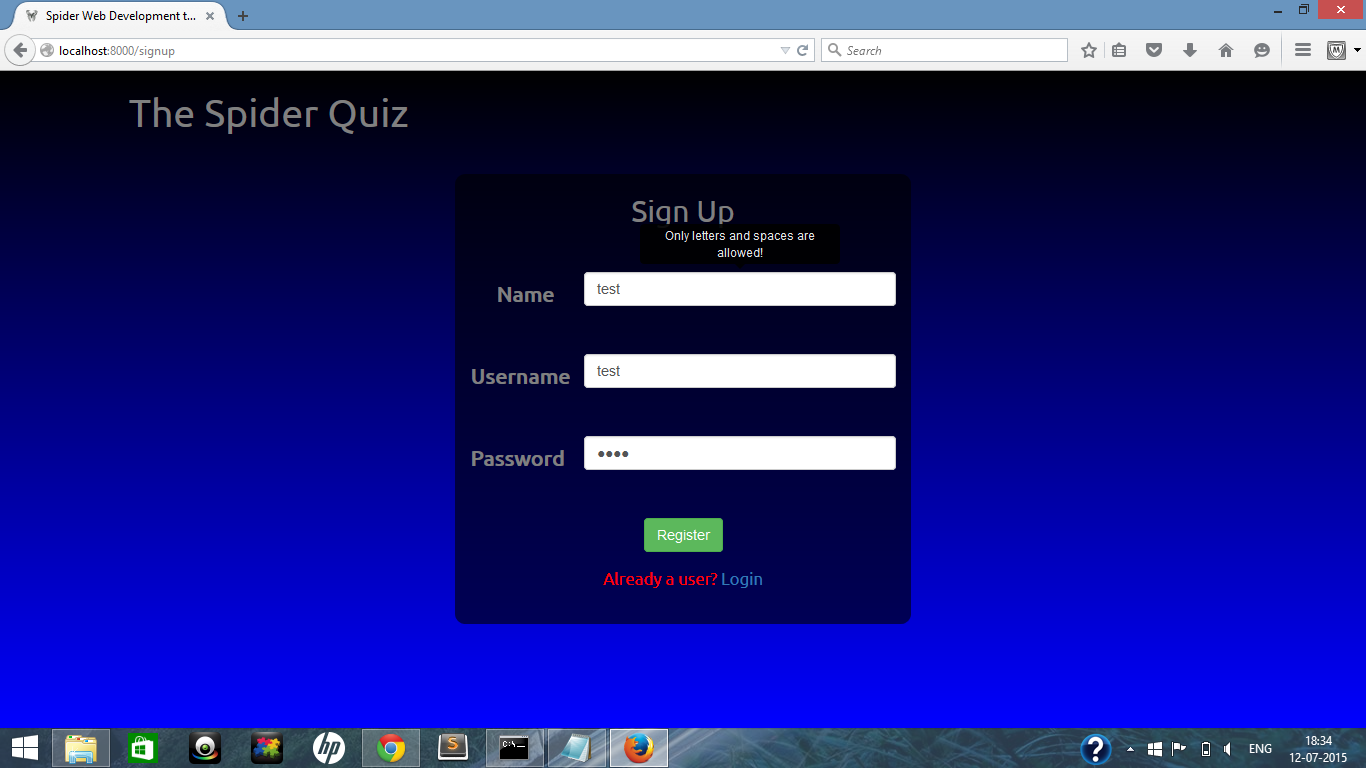 Spider Web Development t...
localhost:8000/signup
Search
The Spider Quiz
Sign Up
Only letters and spaces are
allowed!
Name
test
Username
test
Password
Register
Already a user? Login
hp
S
C:\
?
ENG
18:34
12-07-2015